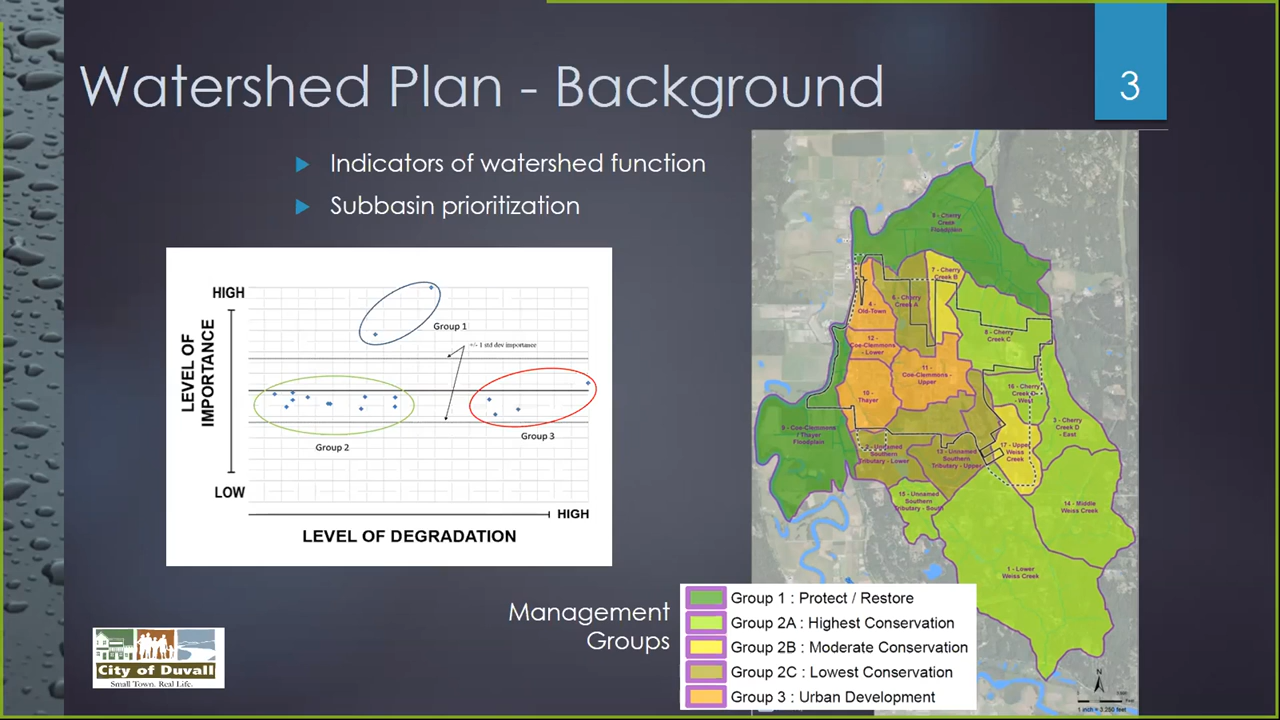 Watershed Plan - Background
3
Indicators of watershed function
Subbasin prioritization
HIGH
LEVEL OF
IMPORTANCE
LOW
Group 1
+/- 1 std dev importance
Group 2
Group 3
HIGH
LEVEL OF DEGRADATION
Cherry
Creek
Floodplain
7 - Cherry
Creek B
6 - Cherry
Creek A
4 -
Old-Town
8 - Cherry
Creek C
12 -
Coe-Clemmons
- Lower
11 -
Coe-Clemmons -
Upper
10 -
Thayer
16 - Cherry
Creek D
- West
3 - Cherry
Creek D
- East
9 - Coe-Clemmons
/ Thayer
Floodplain
2 - Unnamed
Southern
Tributary - Lower
13 - Unnamed
Southern
Tributary - Upper
17 - Upper
Weiss
Creek
15 - Unnamed
Southern
Tributary - South
14 - Middle
Weiss Creek
1 - Lower
Weiss Creek
N
1 inch = 3,250 feet
Management
Groups
Group 1 : Protect / Restore
Group 2A : Highest Conservation
Group 2B : Moderate Conservation
Group 2C : Lowest Conservation
Group 3 : Urban Development
City of Duvall
Small Town. Real Life.